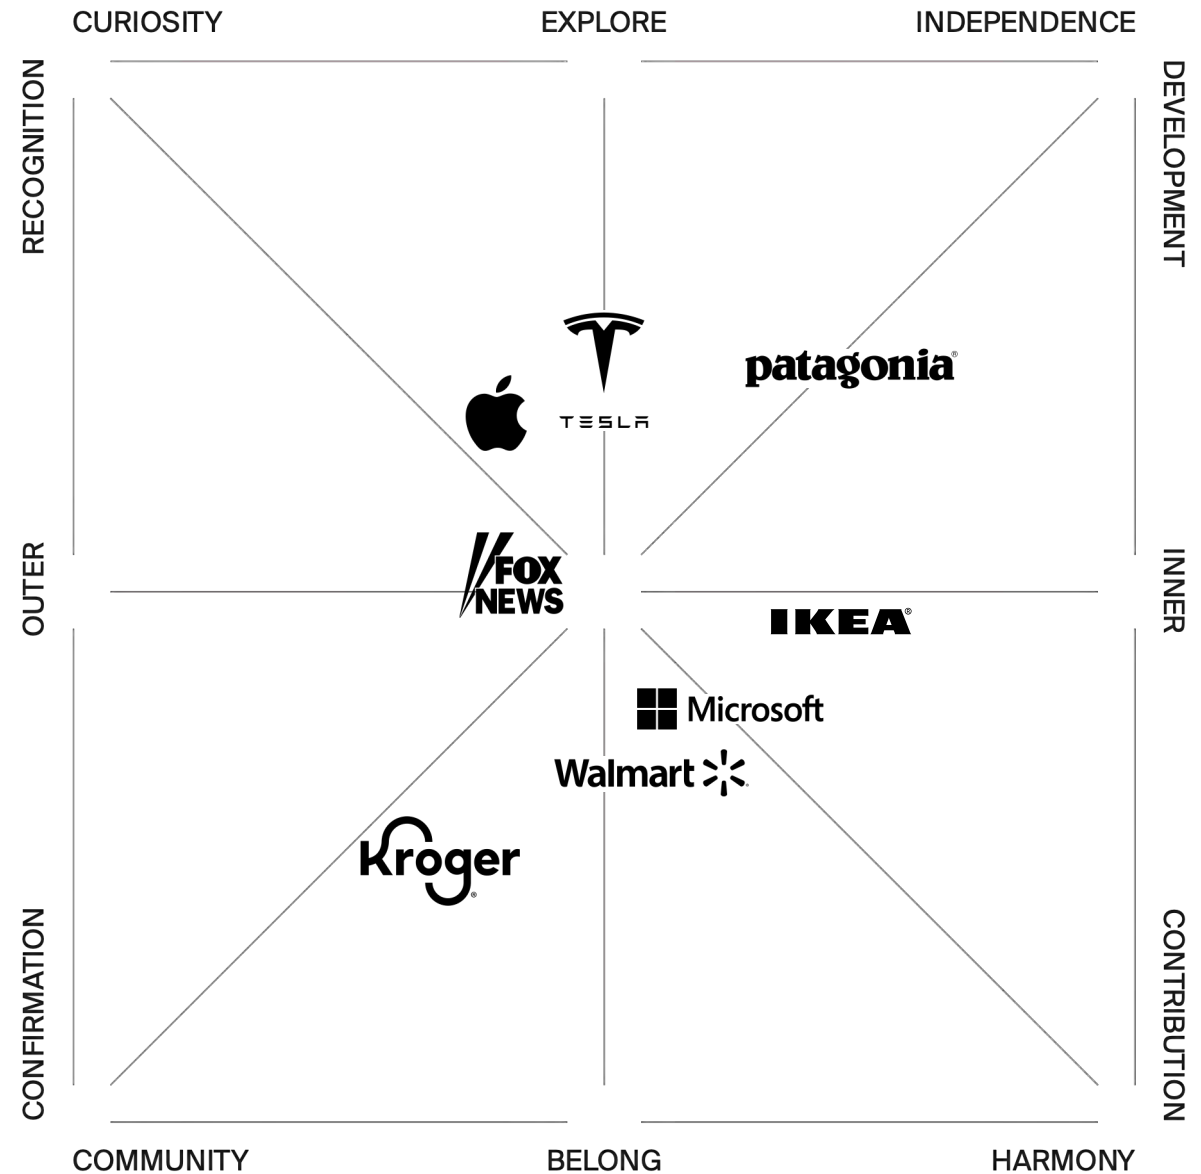 CURIOSITY
EXPLORE
INDEPENDENCE
RECOGNITION
DEVELOPMENT
TESLA
patagonia®
OUTER
FOX
NEWS
INNER
IKEA®
Microsoft
Walmart
Kroger®
CONFIRMATION
CONTRIBUTION
COMMUNITY
BELONG
HARMONY